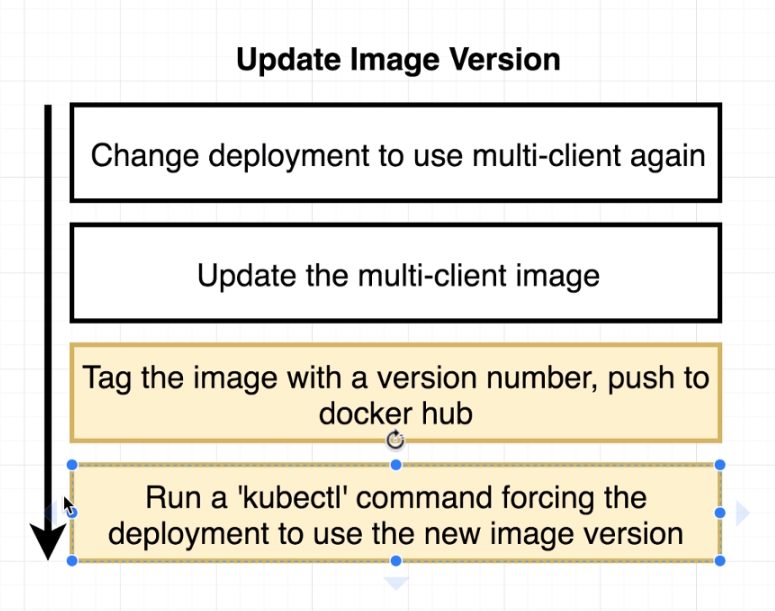 Update Image Version
Change deployment to use multi-client again
Update the multi-client image
Tag the image with a version number, push to
docker hub
Run a 'kubectl' command forcing the
deployment to use the new image version